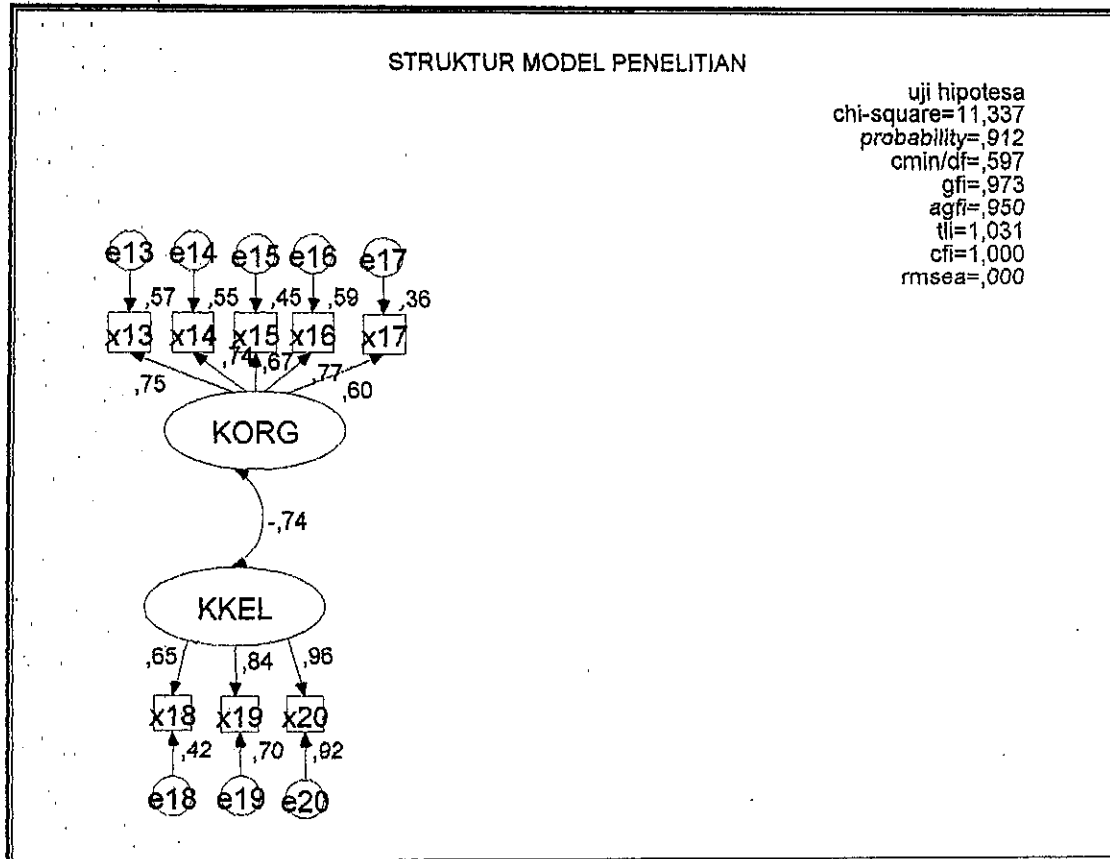 STRUKTUR MODEL PENELITIAN
uji hipotesa
chi-square=11,337
probability=,912
cmin/df=,597
gfi=,973
agfi=,950
tli=1,031
cfi=1,000
rmsea=,000
e13 e14 e15 e16 e17
,57 ,55 ,45 ,59 ,36
x13 x14 x15 x16 x17
,75 ,74 ,67 ,77 ,60
KORG
-,74
KKEL
,65 ,84 ,96
x18 x19 x20
,42 ,70 ,92
e18 e19 e20